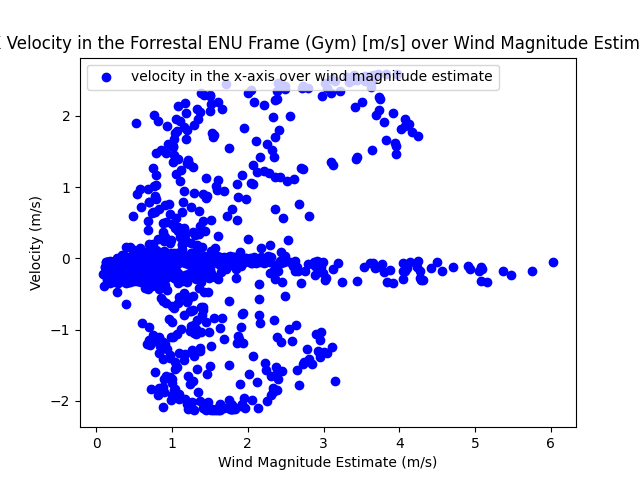 Velocity in the Forrestal ENU Frame (Gym) [m/s] over Wind Magnitude
velocity in the x-axis over wind magnitude estimate
2
1
0
−1
−2
Velocity (m/s)
0 1 2 3 4 5 6
Wind Magnitude Estimate (m/s)